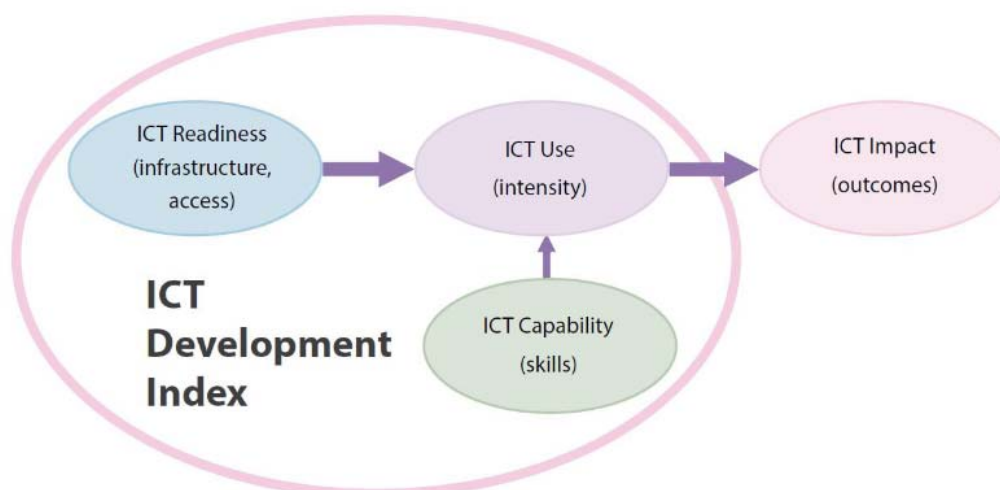 ICT Readiness
(infrastructure,
access)
ICT Use
(intensity)
ICT Impact
(outcomes)
ICT
Development
Index
ICT Capability
(skills)